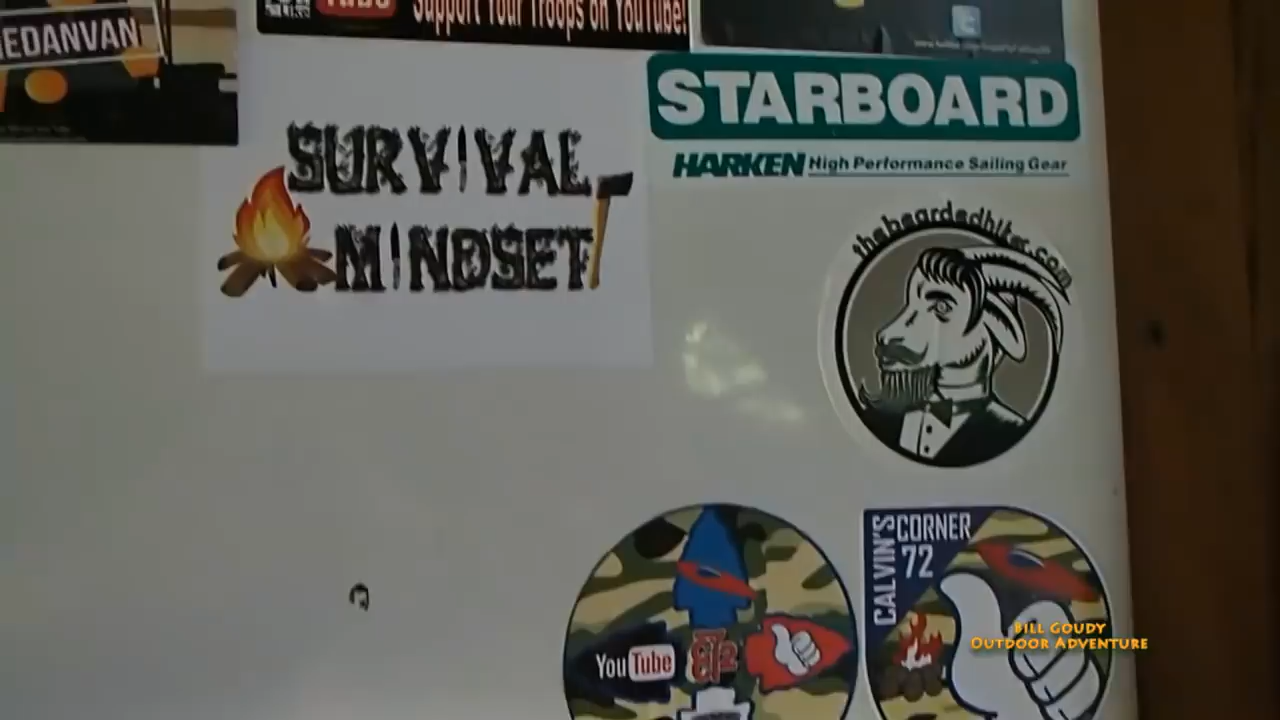 EDANVAN
YouTube
Support Your Troops on YouTube!
STARBOARD
HARKEN High Performance Sailing Gear
SURVIVAL
MINDSET
thebeardedhiker.com
CALVIN'S
CORNER
72
YouTube
BILL GOUDY
OUTDOOR ADVENTURE